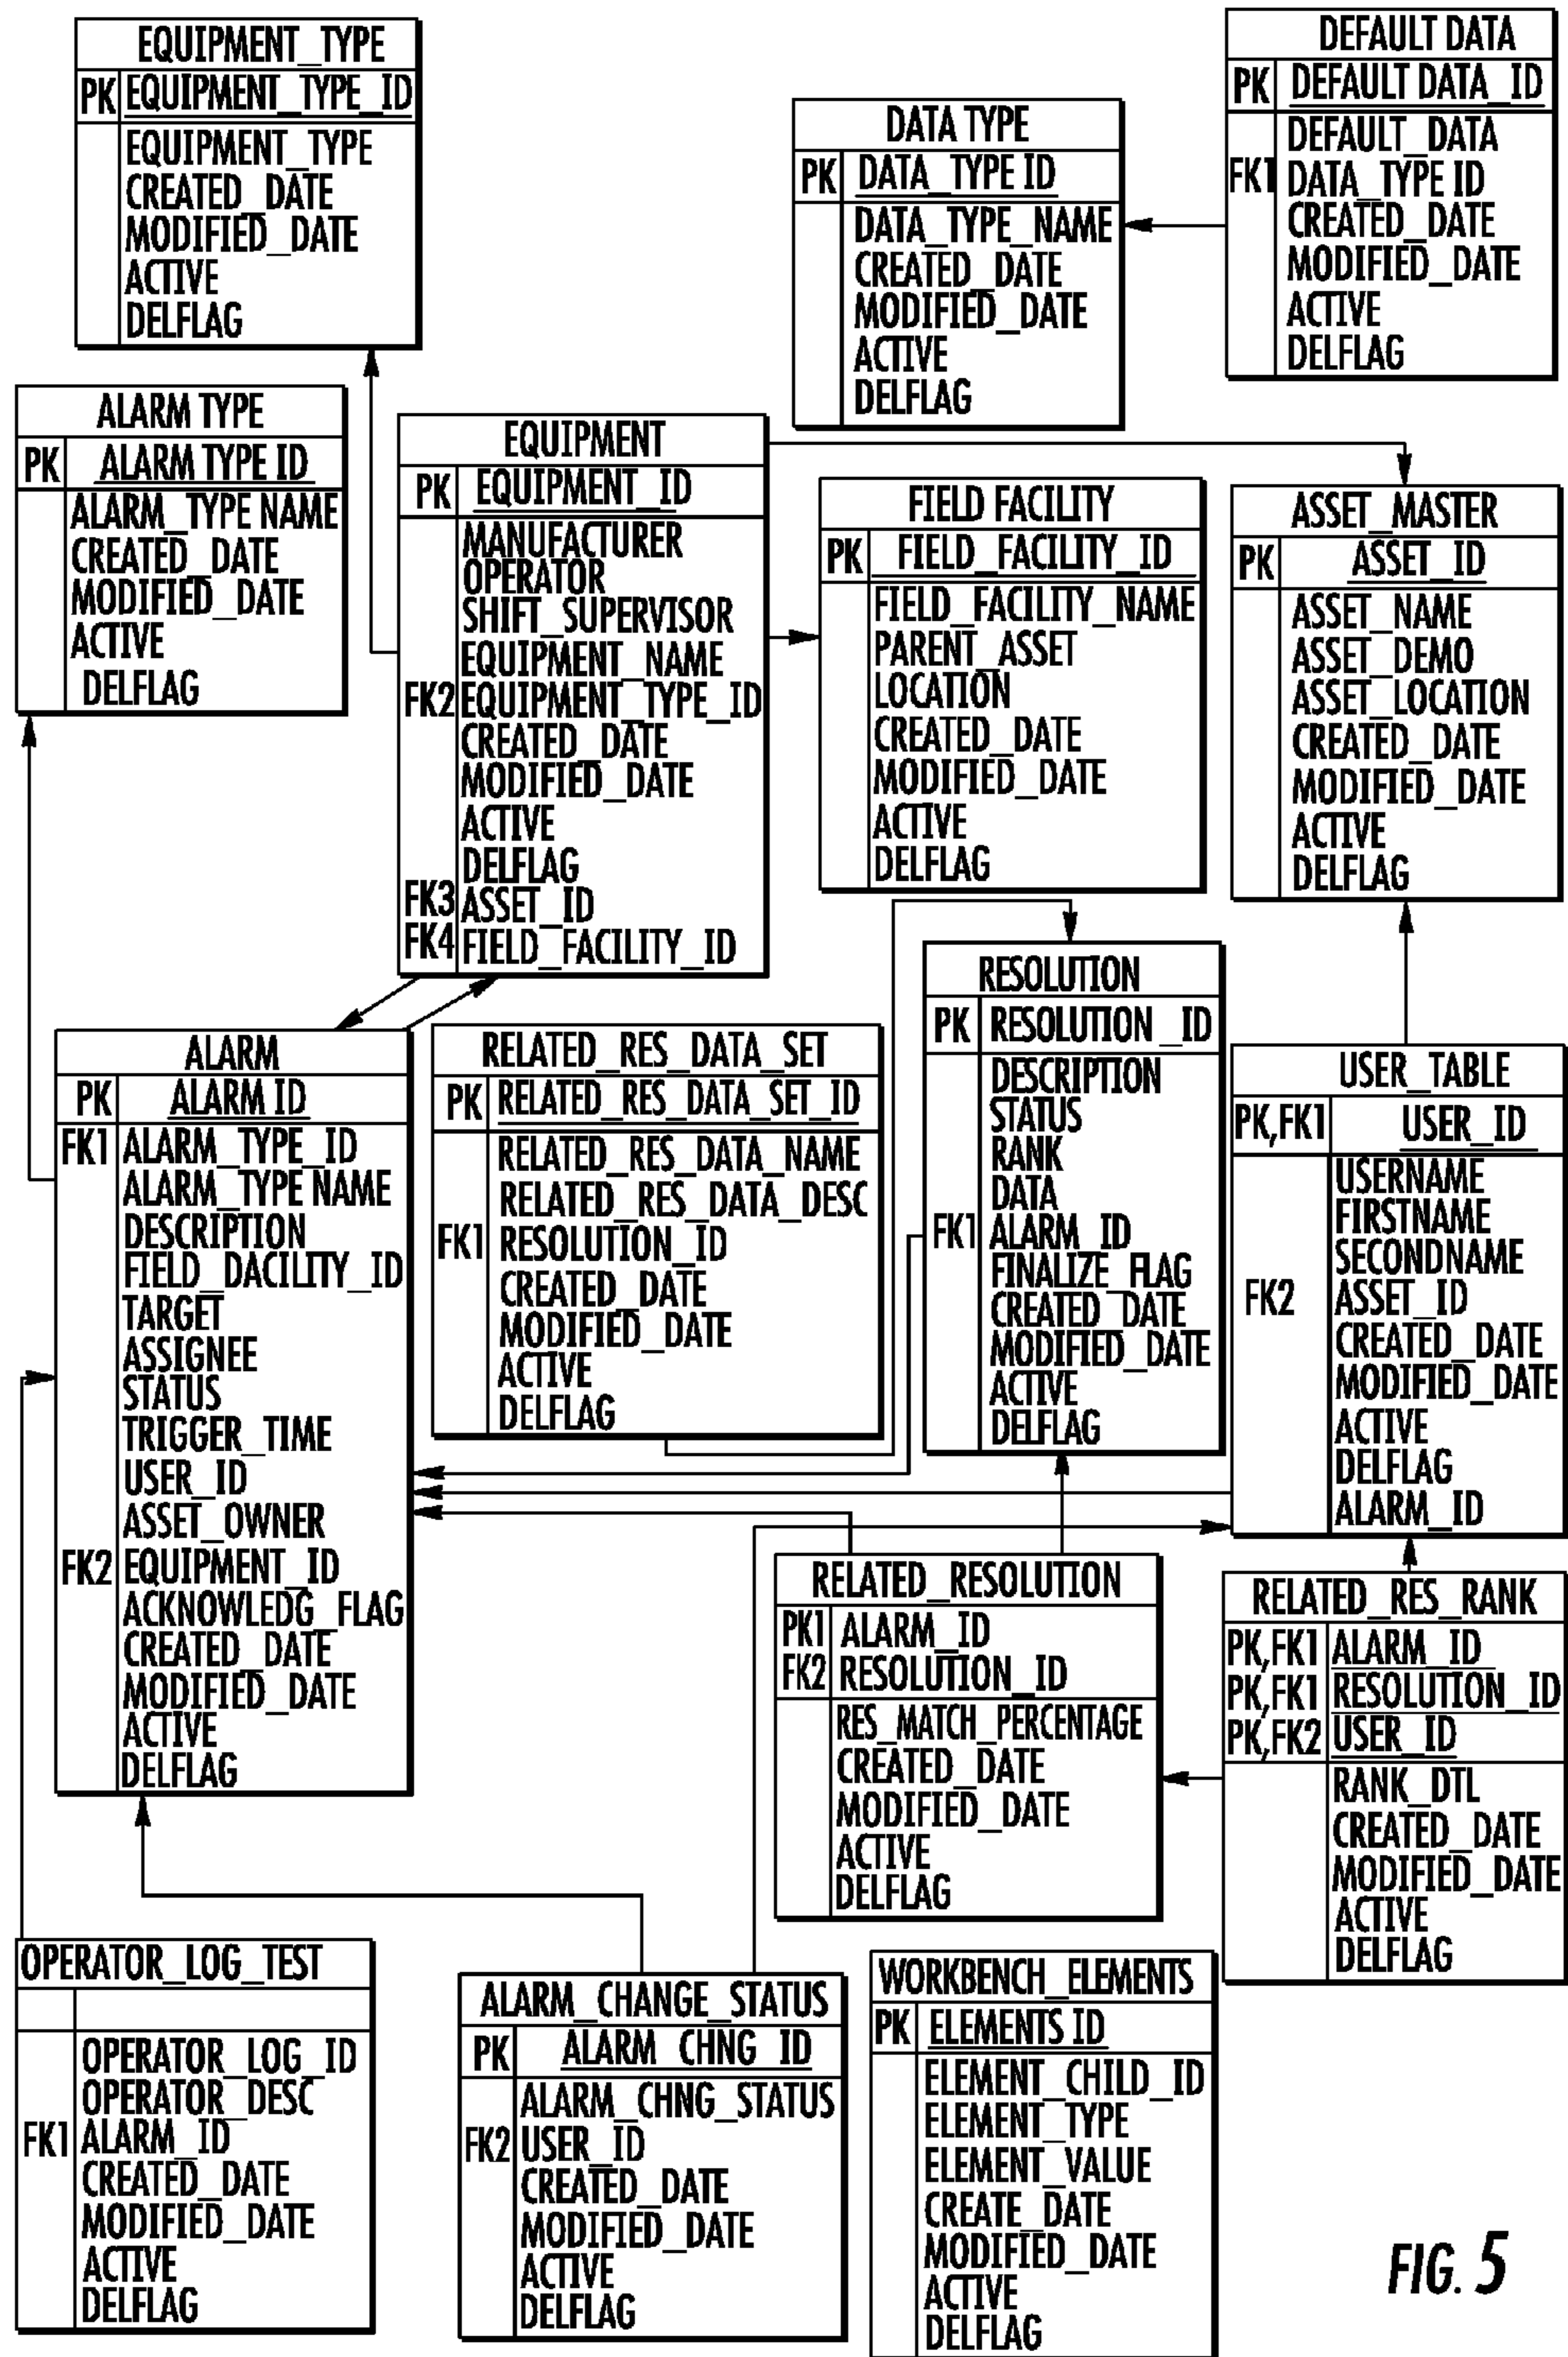 EQUIPMENT_TYPE
PK EQUIPMENT_TYPE_ID
EQUIPMENT_TYPE
CREATED_DATE
MODIFIED_DATE
ACTIVE
DELFLAG
DEFAULT DATA
PK DEFAULT DATA_ID
DEFAULT_DATA
FK1 DATA_TYPE ID
CREATED_DATE
MODIFIED_DATE
ACTIVE
DELFLAG
DATA TYPE
PK DATA_TYPE ID
DATA_TYPE_NAME
CREATED_DATE
MODIFIED_DATE
ACTIVE
DELFLAG
ALARM TYPE
PK ALARM TYPE ID
ALARM_TYPE NAME
CREATED_DATE
MODIFIED_DATE
ACTIVE
DELFLAG
EQUIPMENT
PK EQUIPMENT_ID
MANUFACTURER
OPERATOR
SHIFT_SUPERVISOR
EQUIPMENT_NAME
FK2 EQUIPMENT_TYPE_ID
CREATED_DATE
MODIFIED_DATE
ACTIVE
DELFLAG
FK3 ASSET_ID
FK4 FIELD_FACILITY_ID
FIELD FACILITY
PK FIELD_FACILITY_ID
FIELD_FACILITY_NAME
PARENT_ASSET
LOCATION
CREATED_DATE
MODIFIED_DATE
ACTIVE
DELFLAG
ASSET_MASTER
PK ASSET_ID
ASSET_NAME
ASSET_DEMO
ASSET_LOCATION
CREATED_DATE
MODIFIED_DATE
ACTIVE
DELFLAG
ALARM
PK ALARM ID
FK1 ALARM_TYPE_ID
ALARM_TYPE NAME
DESCRIPTION
FIELD_DACILITY_ID
TARGET
ASSIGNEE
STATUS
TRIGGER_TIME
USER_ID
ASSET_OWNER
FK2 EQUIPMENT_ID
ACKNOWLEDG_FLAG
CREATED_DATE
MODIFIED_DATE
ACTIVE
DELFLAG
RELATED_RES_DATA_SET
PK RELATED_RES_DATA_SET_ID
RELATED_RES_DATA_NAME
RELATED_RES_DATA_DESC
FK1 RESOLUTION_ID
CREATED_DATE
MODIFIED_DATE
ACTIVE
DELFLAG
RESOLUTION
PK RESOLUTION_ID
DESCRIPTION
STATUS
RANK
DATA
FK1 ALARM_ID
FINALIZE_FLAG
CREATED_DATE
MODIFIED_DATE
ACTIVE
DELFLAG
USER_TABLE
PK,FK1 USER_ID
USERNAME
FIRSTNAME
SECONDNAME
FK2 ASSET_ID
CREATED_DATE
MODIFIED_DATE
ACTIVE
DELFLAG
ALARM_ID
RELATED_RESOLUTION
PK1 ALARM_ID
FK2 RESOLUTION_ID
RES_MATCH_PERCENTAGE
CREATED_DATE
MODIFIED_DATE
ACTIVE
DELFLAG
RELATED_RES_RANK
PK,FK1 ALARM_ID
PK,FK1 RESOLUTION_ID
PK,FK2 USER_ID
RANK_DTL
CREATED_DATE
MODIFIED_DATE
ACTIVE
DELFLAG
OPERATOR_LOG_TEST
OPERATOR_LOG_ID
OPERATOR_DESC
FK1 ALARM_ID
CREATED_DATE
MODIFIED_DATE
ACTIVE
DELFLAG
ALARM_CHANGE_STATUS
PK ALARM_CHNG_ID
ALARM_CHNG_STATUS
FK2 USER_ID
CREATED_DATE
MODIFIED_DATE
ACTIVE
DELFLAG
WORKBENCH_ELEMENTS
PK ELEMENTS ID
ELEMENT_CHILD_ID
ELEMENT_TYPE
ELEMENT_VALUE
CREATE_DATE
MODIFIED_DATE
ACTIVE
DELFLAG
FIG. 5